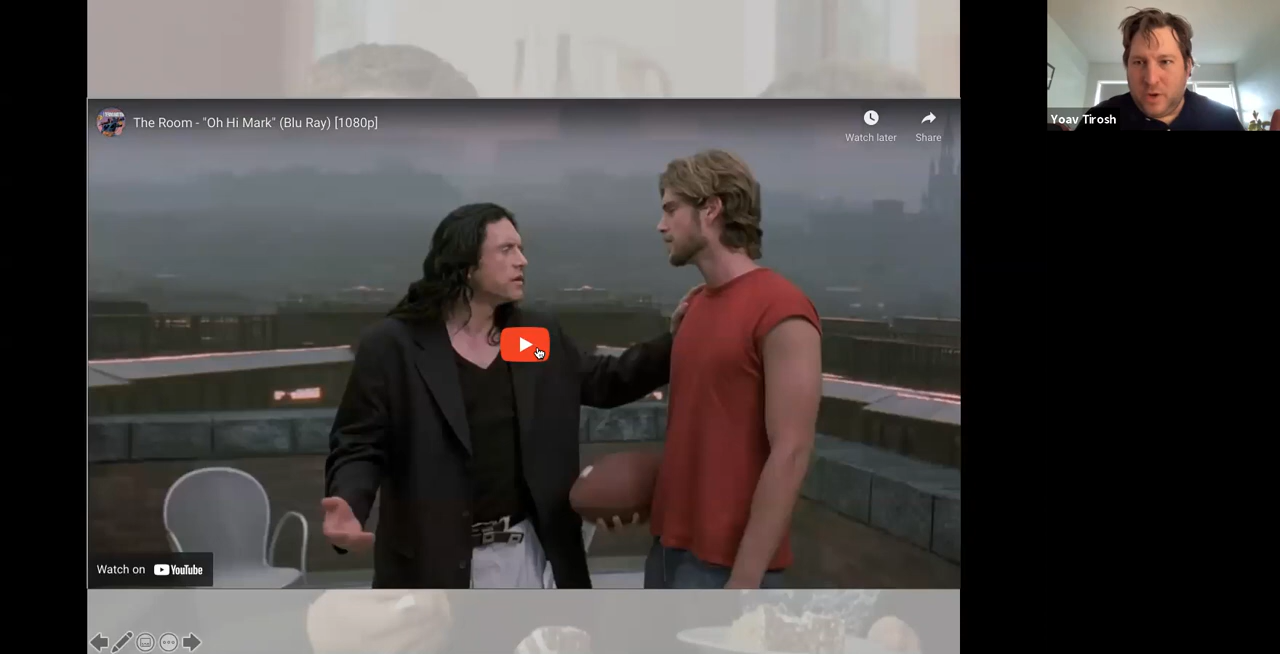 The Room - "Oh Hi Mark" (Blu Ray) [1080p]
Watch later
Share
Yoav Tirosh
Watch on YouTube